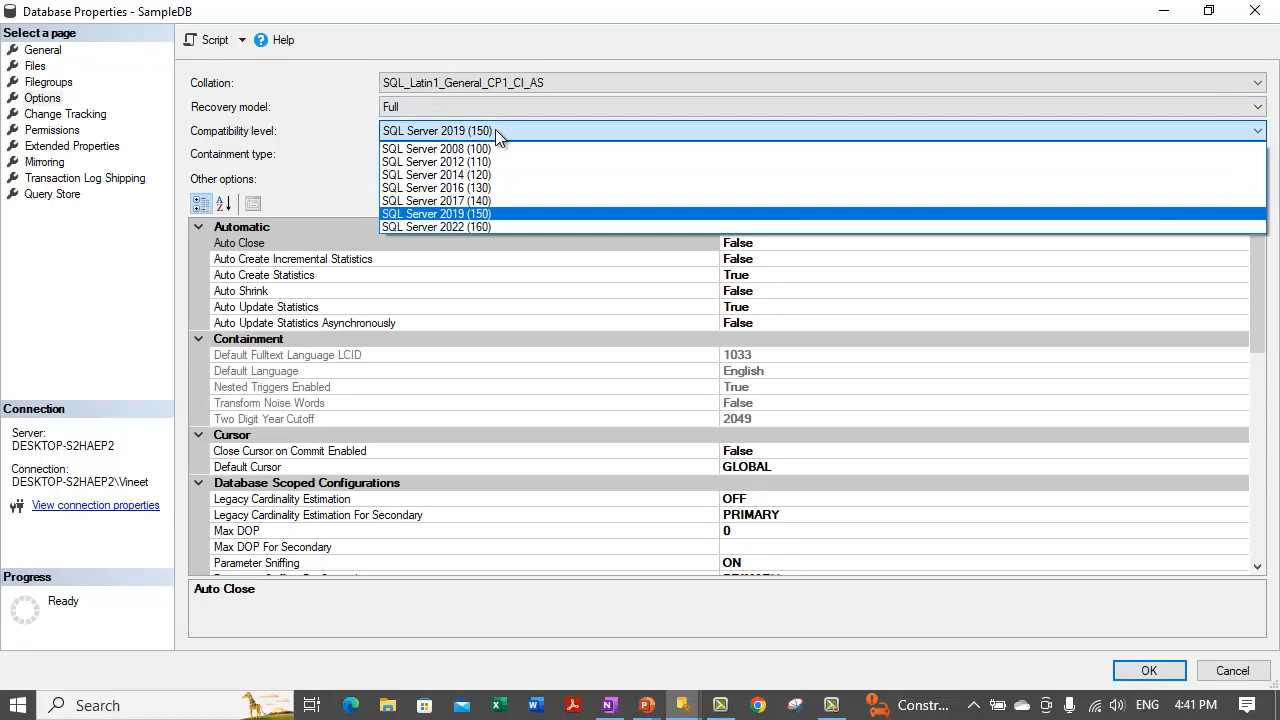 Database Properties - SampleDB
Select a page
General
Files
Filegroups
Options
Change Tracking
Permissions
Extended Properties
Mirroring
Transaction Log Shipping
Query Store
Script
Help
Collation: SQL_Latin1_General_CP1_CI_AS
Recovery model: Full
Compatibility level: SQL Server 2019 (150)
SQL Server 2008 (100)
Containment type:
SQL Server 2012 (110)
SQL Server 2014 (120)
Other options:
SQL Server 2016 (130)
SQL Server 2017 (140)
SQL Server 2019 (150)
SQL Server 2022 (160)
Automatic
Auto Close False
Auto Create Incremental Statistics False
Auto Create Statistics True
Auto Shrink False
Auto Update Statistics True
Auto Update Statistics Asynchronously False
Containment
Default Fulltext Language LCID 1033
Default Language English
Nested Triggers Enabled True
Transform Noise Words False
Two Digit Year Cutoff 2049
Cursor
Close Cursor on Commit Enabled False
Default Cursor GLOBAL
Database Scoped Configurations
Legacy Cardinality Estimation OFF
Legacy Cardinality Estimation For Secondary PRIMARY
Max DOP 0
Max DOP For Secondary
Parameter Sniffing ON
Auto Close
Connection
Server:
DESKTOP-S2HAEP2
Connection:
DESKTOP-S2HAEP2\Vineet
View connection properties
Progress
Ready
OK Cancel
Search
Constr...
4:41 PM